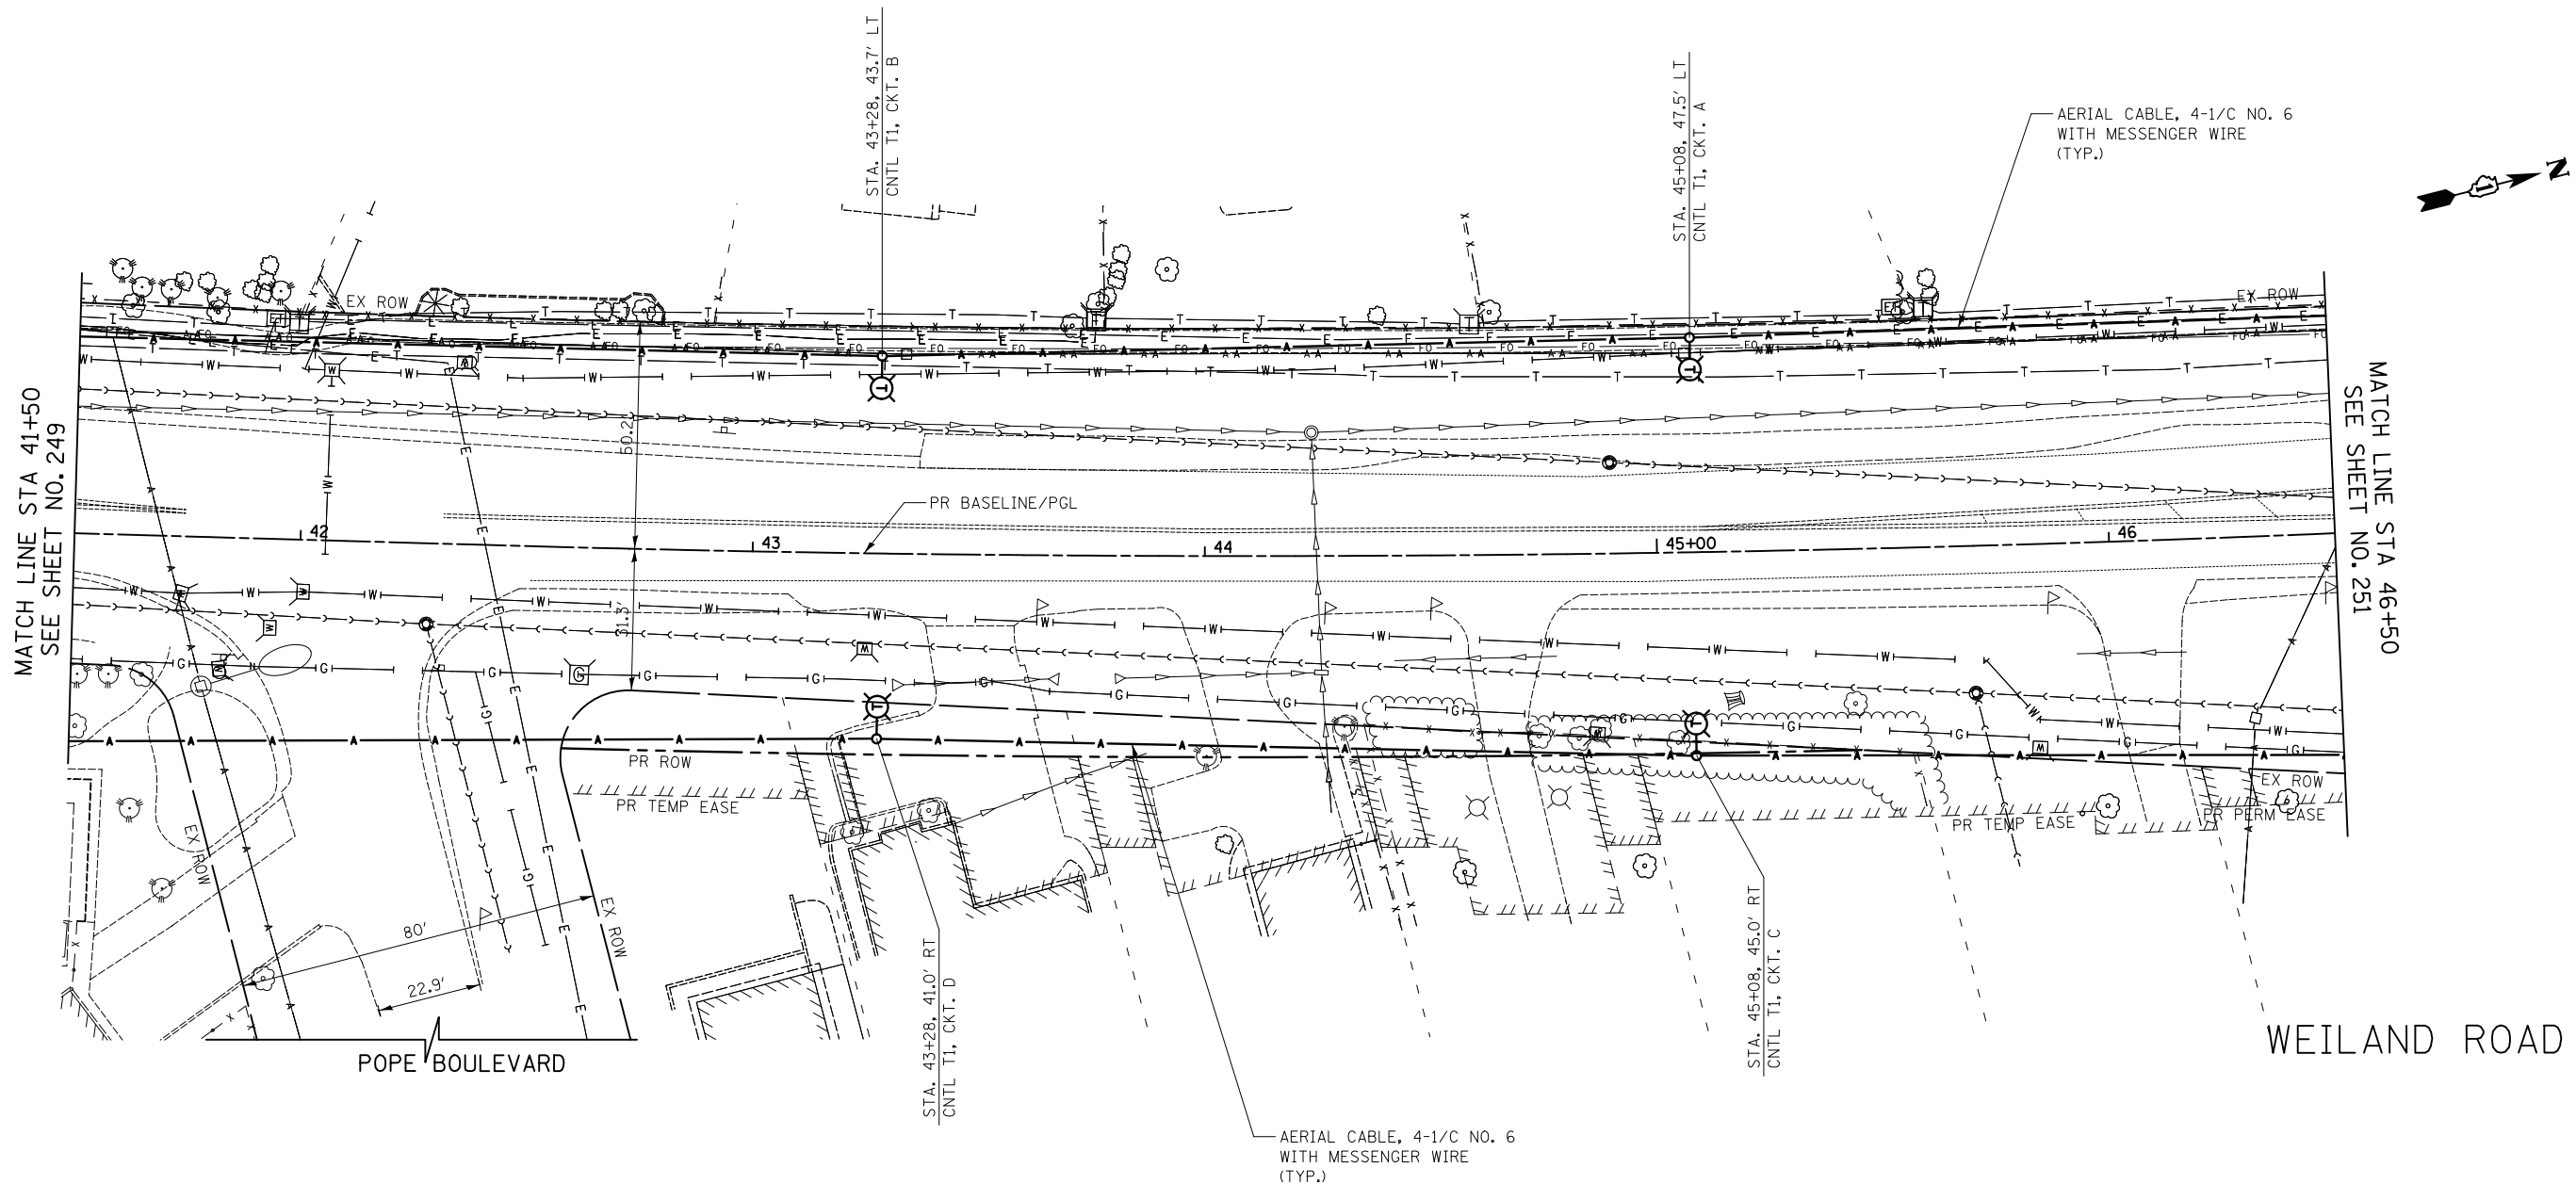 STA. 43+28, 43.7' LT
CNTL T1, CKT. B
STA. 45+08, 47.5' LT
CNTL T1, CKT. A
AERIAL CABLE, 4-1/C NO. 6
WITH MESSENGER WIRE
(TYP.)
N
EX ROW
EX ROW
MATCH LINE STA 41+50
SEE SHEET NO. 249
MATCH LINE STA 46+50
SEE SHEET NO. 251
50.2'
PR BASELINE/PGL
42
43
44
45+00
46
31.3'
PR ROW
PR TEMP EASE
EX ROW
PR PERM EASE
PR TEMP EASE
EX ROW
EX ROW
80'
22.9'
POPE BOULEVARD
STA. 43+28, 41.0' RT
CNTL T1, CKT. D
STA. 45+08, 45.0' RT
CNTL T1, CKT. C
WEILAND ROAD
AERIAL CABLE, 4-1/C NO. 6
WITH MESSENGER WIRE
(TYP.)